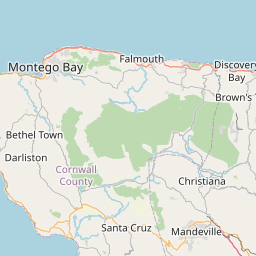 Falmouth
Montego Bay
Discovery
Bay
Brown's
Bethel Town
Darliston
Cornwall
County
Christiana
Santa Cruz
Mandeville